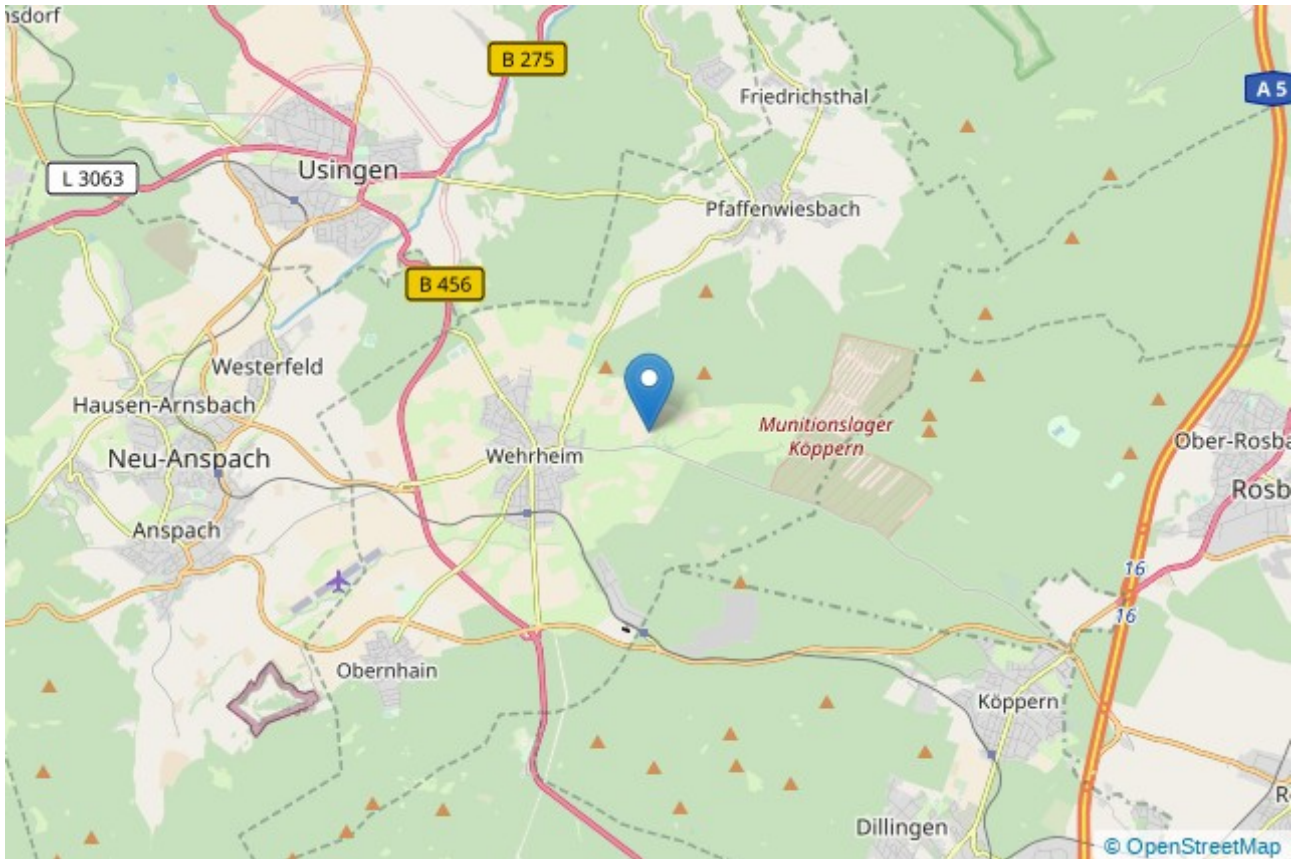 nsdorf
B 275
Friedrichsthal
A 5
L 3063
Usingen
Pfaffenwiesbach
B 456
Westerfeld
Hausen-Arnsbach
Neu-Anspach
Wehrheim
Munitionslager
Köppern
Ober-Rosba
Rosb
Anspach
16
16
Obernhain
Köppern
R
Dillingen
© OpenStreetMap